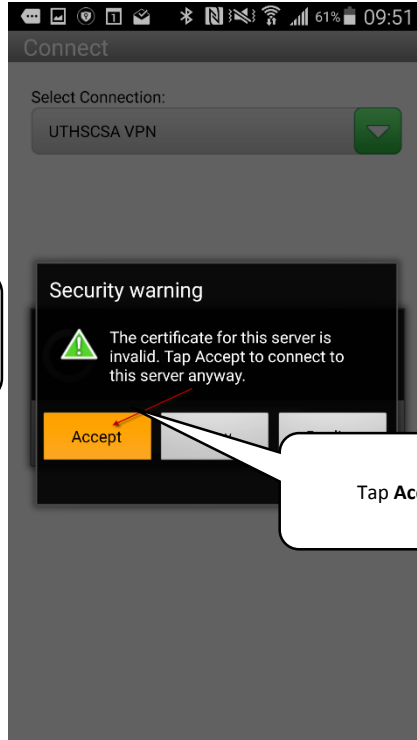 61% 09:51
Connect
Select Connection:
UTHSCSA VPN
Security warning
The certificate for this server is
invalid. Tap Accept to connect to
this server anyway.
Accept
Tap